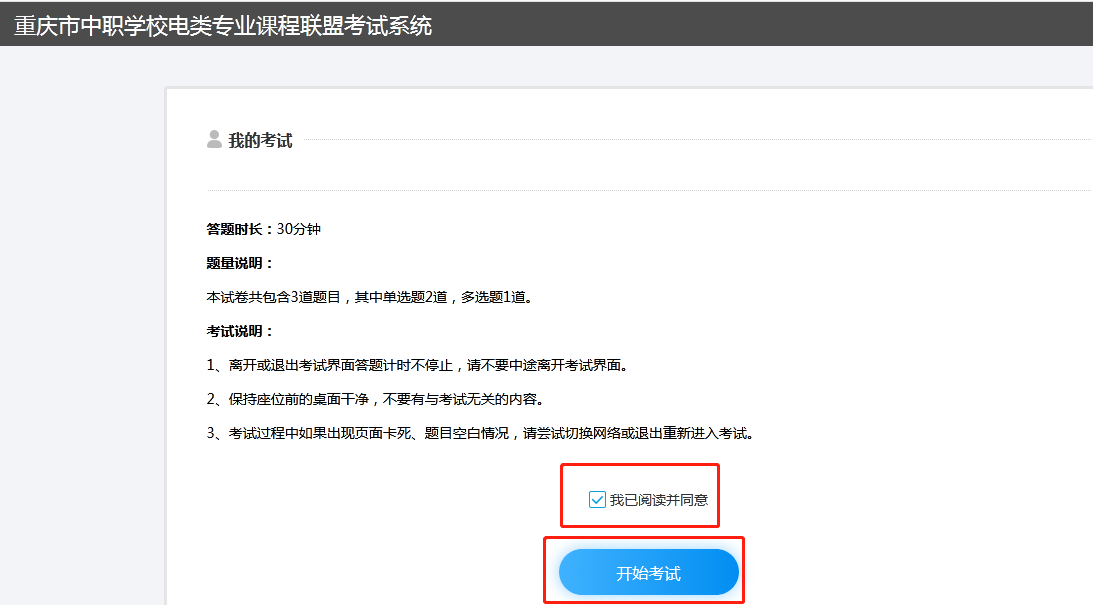 重庆市中职学校电类专业课程联盟考试系统
我的考试
答题时长：30分钟
题量说明：
本试卷共包含3道题目，其中单选题2道，多选题1道。
考试说明：
1、离开或退出考试界面答题计时不停止，请不要中途离开考试界面。
2、保持座位前的桌面干净，不要有与考试无关的内容。
3、考试过程中如果出现页面卡死、题目空白情况，请尝试切换网络或退出重新进入考试。
我已阅读并同意
开始考试